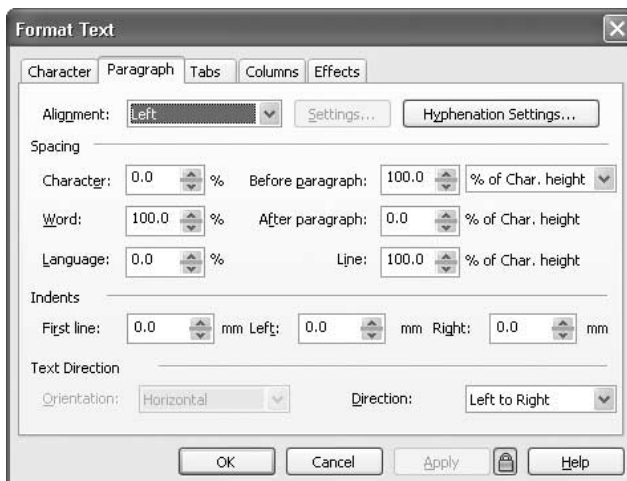 Format Text
Character Paragraph Tabs Columns Effects
Alignment: Left Settings... Hyphenation Settings...
Spacing
Character: 0.0 % Before paragraph: 100.0 % of Char. height
Word: 100.0 % After paragraph: 0.0 % of Char. height
Language: 0.0 % Line: 100.0 % of Char. height
Indents
First line: 0.0 mm Left: 0.0 mm Right: 0.0 mm
Text Direction
Orientation: Horizontal Direction: Left to Right
OK Cancel Apply Help